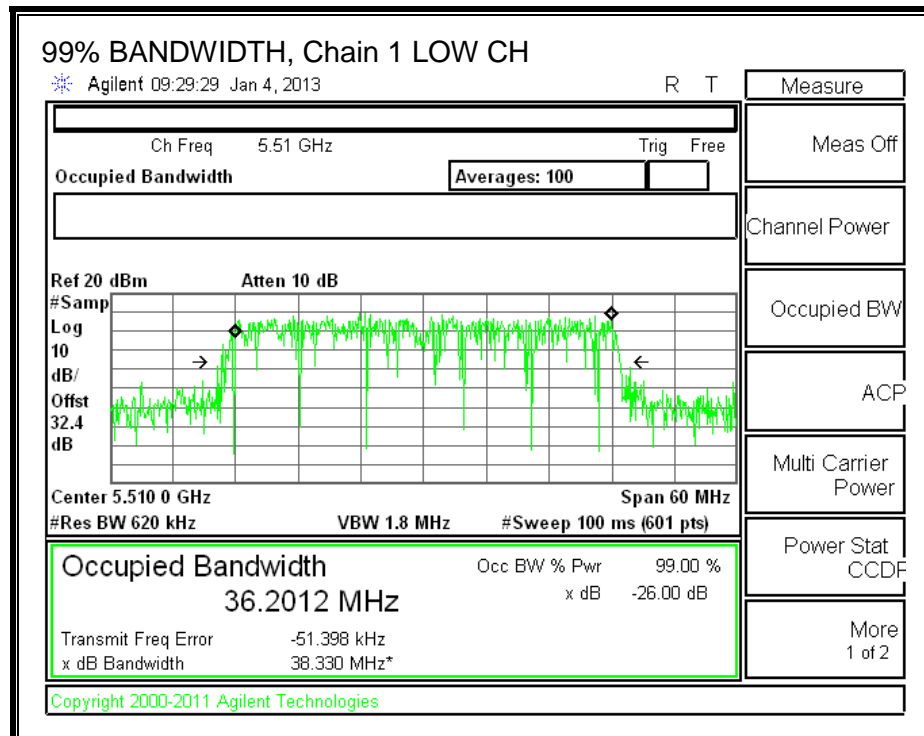 99% BANDWIDTH, Chain 1 LOW CH
Agilent 09:29:29 Jan 4, 2013 R T
Measure
Ch Freq 5.51 GHz Trig Free
Occupied Bandwidth Averages: 100
Meas Off
Channel Power
Occupied BW
ACP
Multi Carrier
Power
Power Stat
CCDF
More
1 of 2
Ref 20 dBm Atten 10 dB
#Samp
Log
10
dB/
Offst
32.4
dB
Center 5.510 0 GHz Span 60 MHz
#Res BW 620 kHz VBW 1.8 MHz #Sweep 100 ms (601 pts)
Occupied Bandwidth Occ BW % Pwr 99.00 %
36.2012 MHz x dB -26.00 dB
Transmit Freq Error -51.398 kHz
x dB Bandwidth 38.330 MHz*
Copyright 2000-2011 Agilent Technologies